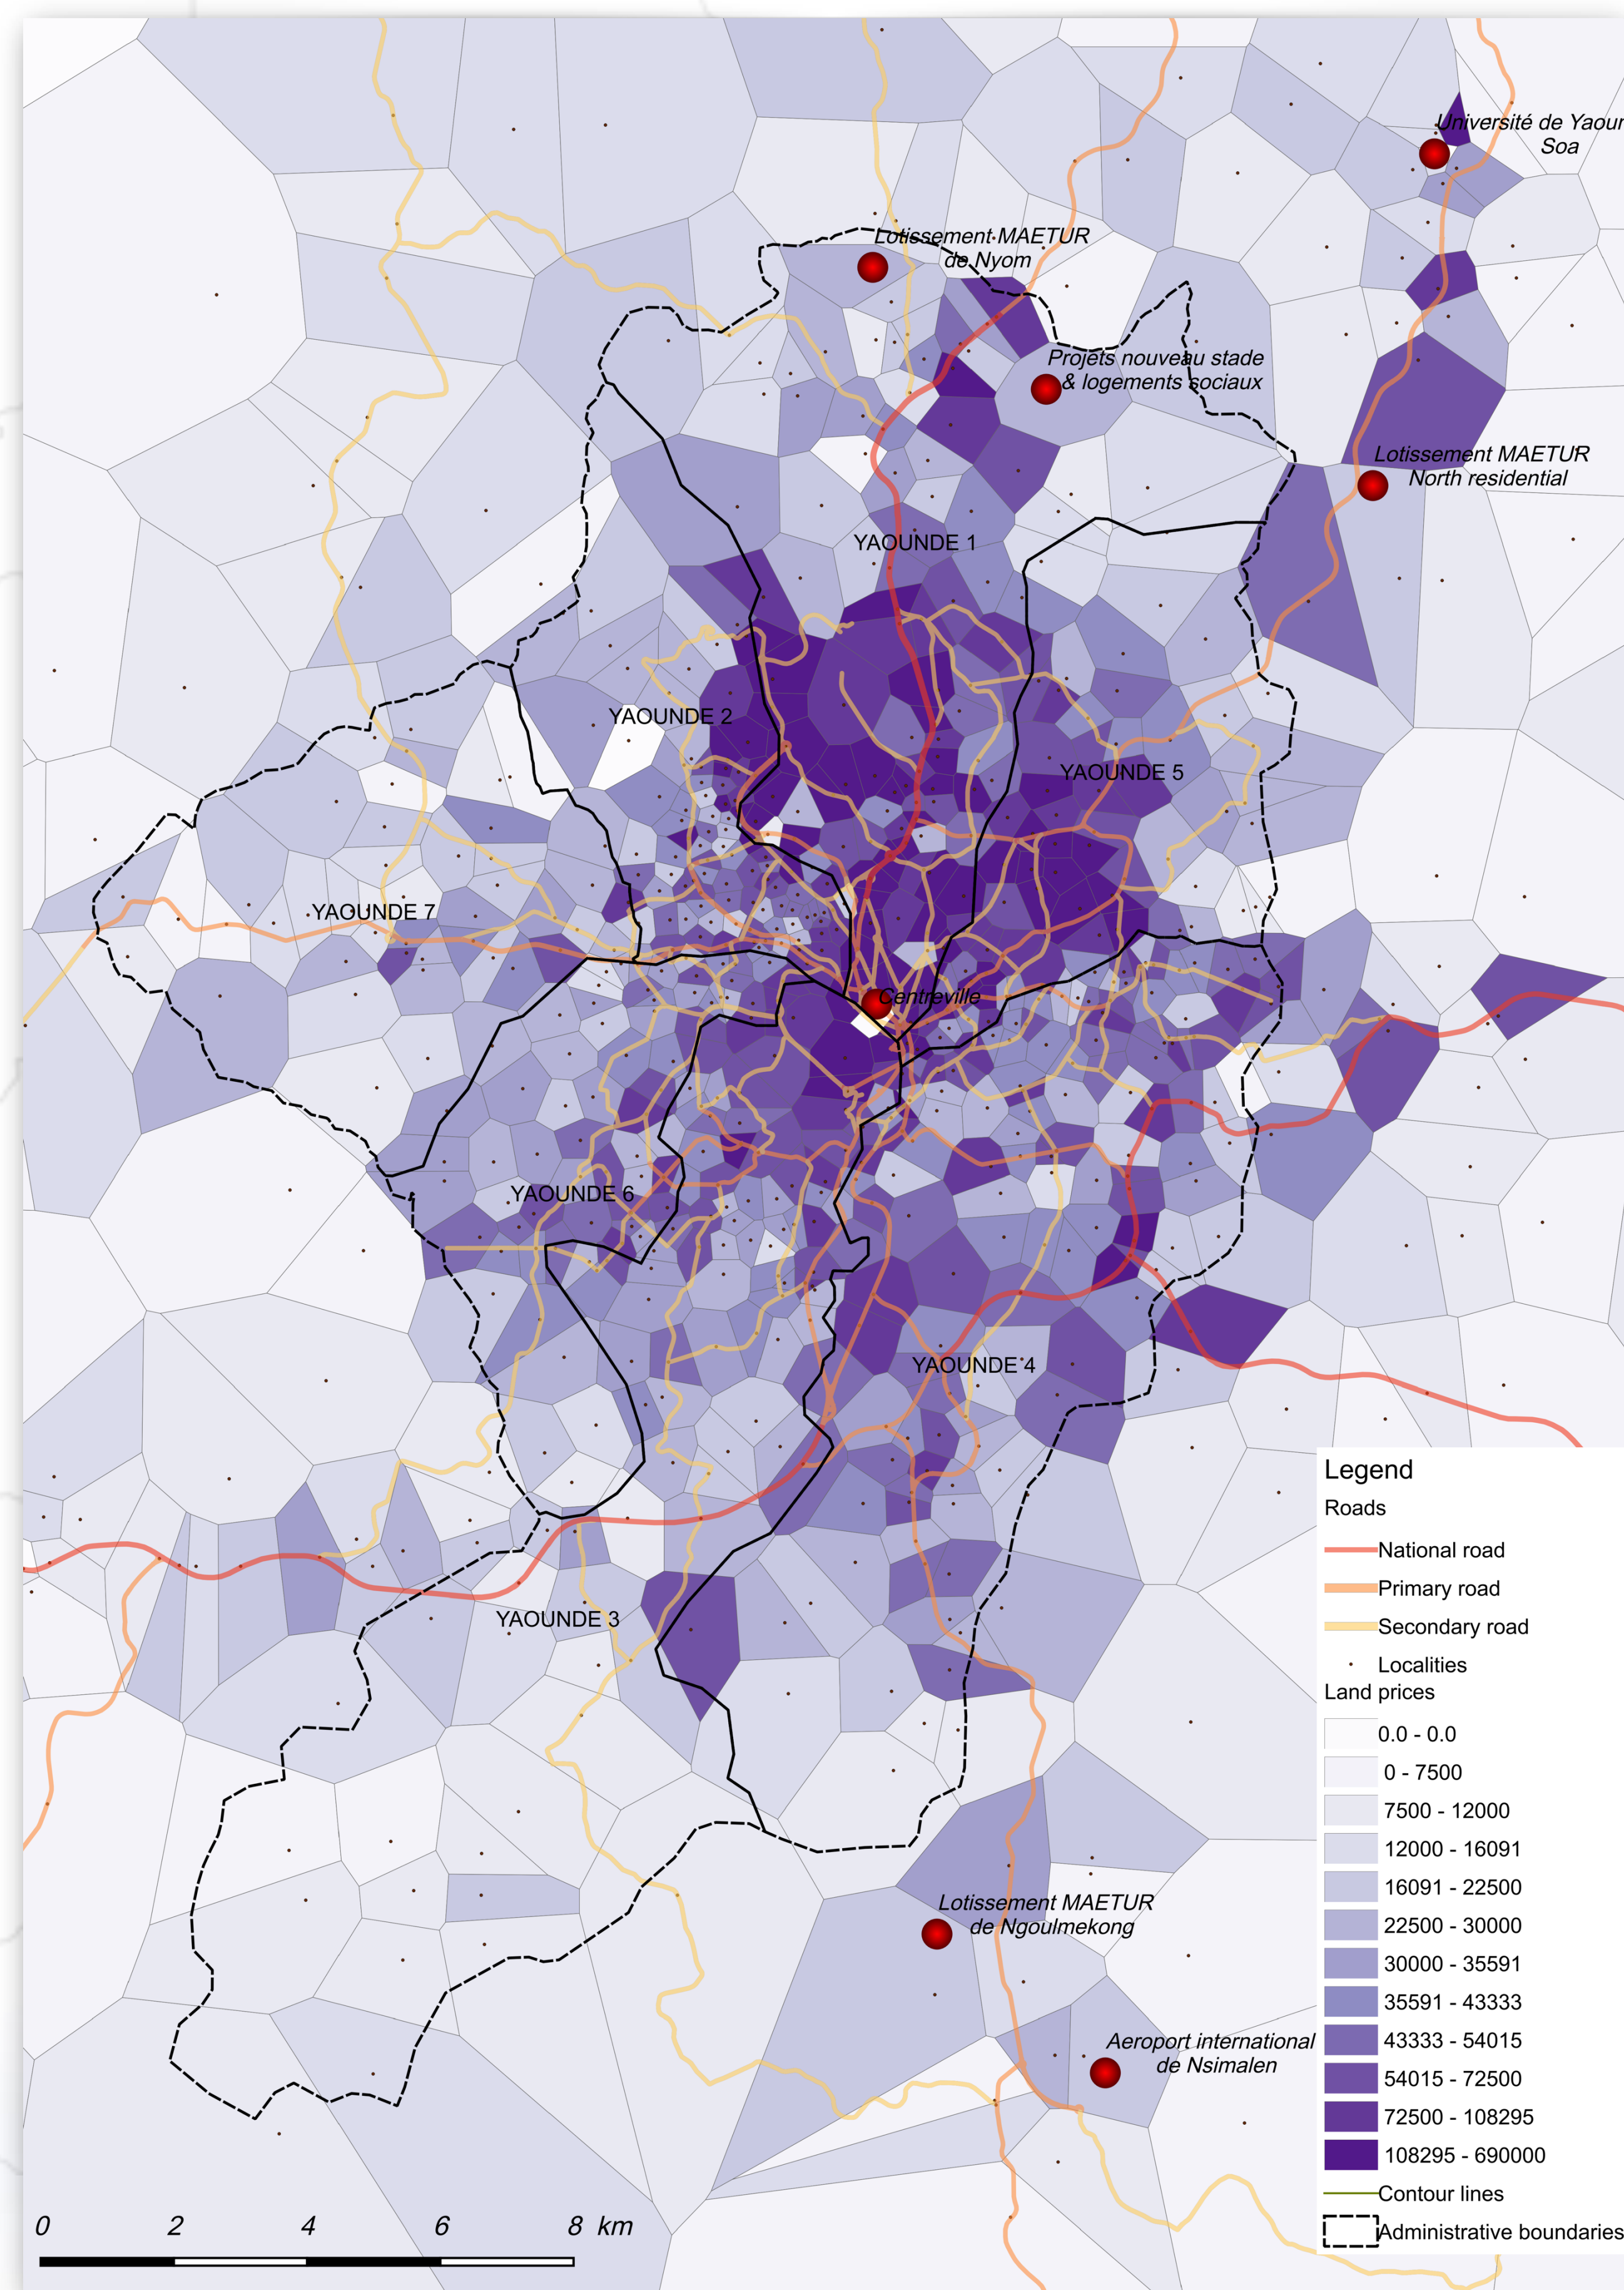 Université de Yaour
Soa
Lotissement MAETUR
de Nyom
Projets nouveau stade
& logements sociaux
Lotissement MAETUR
North residential
YAOUNDE 1
YAOUNDE 2
YAOUNDE 5
YAOUNDE 7
Centreville
YAOUNDE 6
YAOUNDE 4
YAOUNDE 3
Lotissement MAETUR
de Ngoulmekong
Aeroport international
de Nsimalen
0 2 4 6 8 km
Legend
Roads
National road
Primary road
Secondary road
Localities
Land prices
0.0 - 0.0
0 - 7500
7500 - 12000
12000 - 16091
16091 - 22500
22500 - 30000
30000 - 35591
35591 - 43333
43333 - 54015
54015 - 72500
72500 - 108295
108295 - 690000
Contour lines
Administrative boundaries